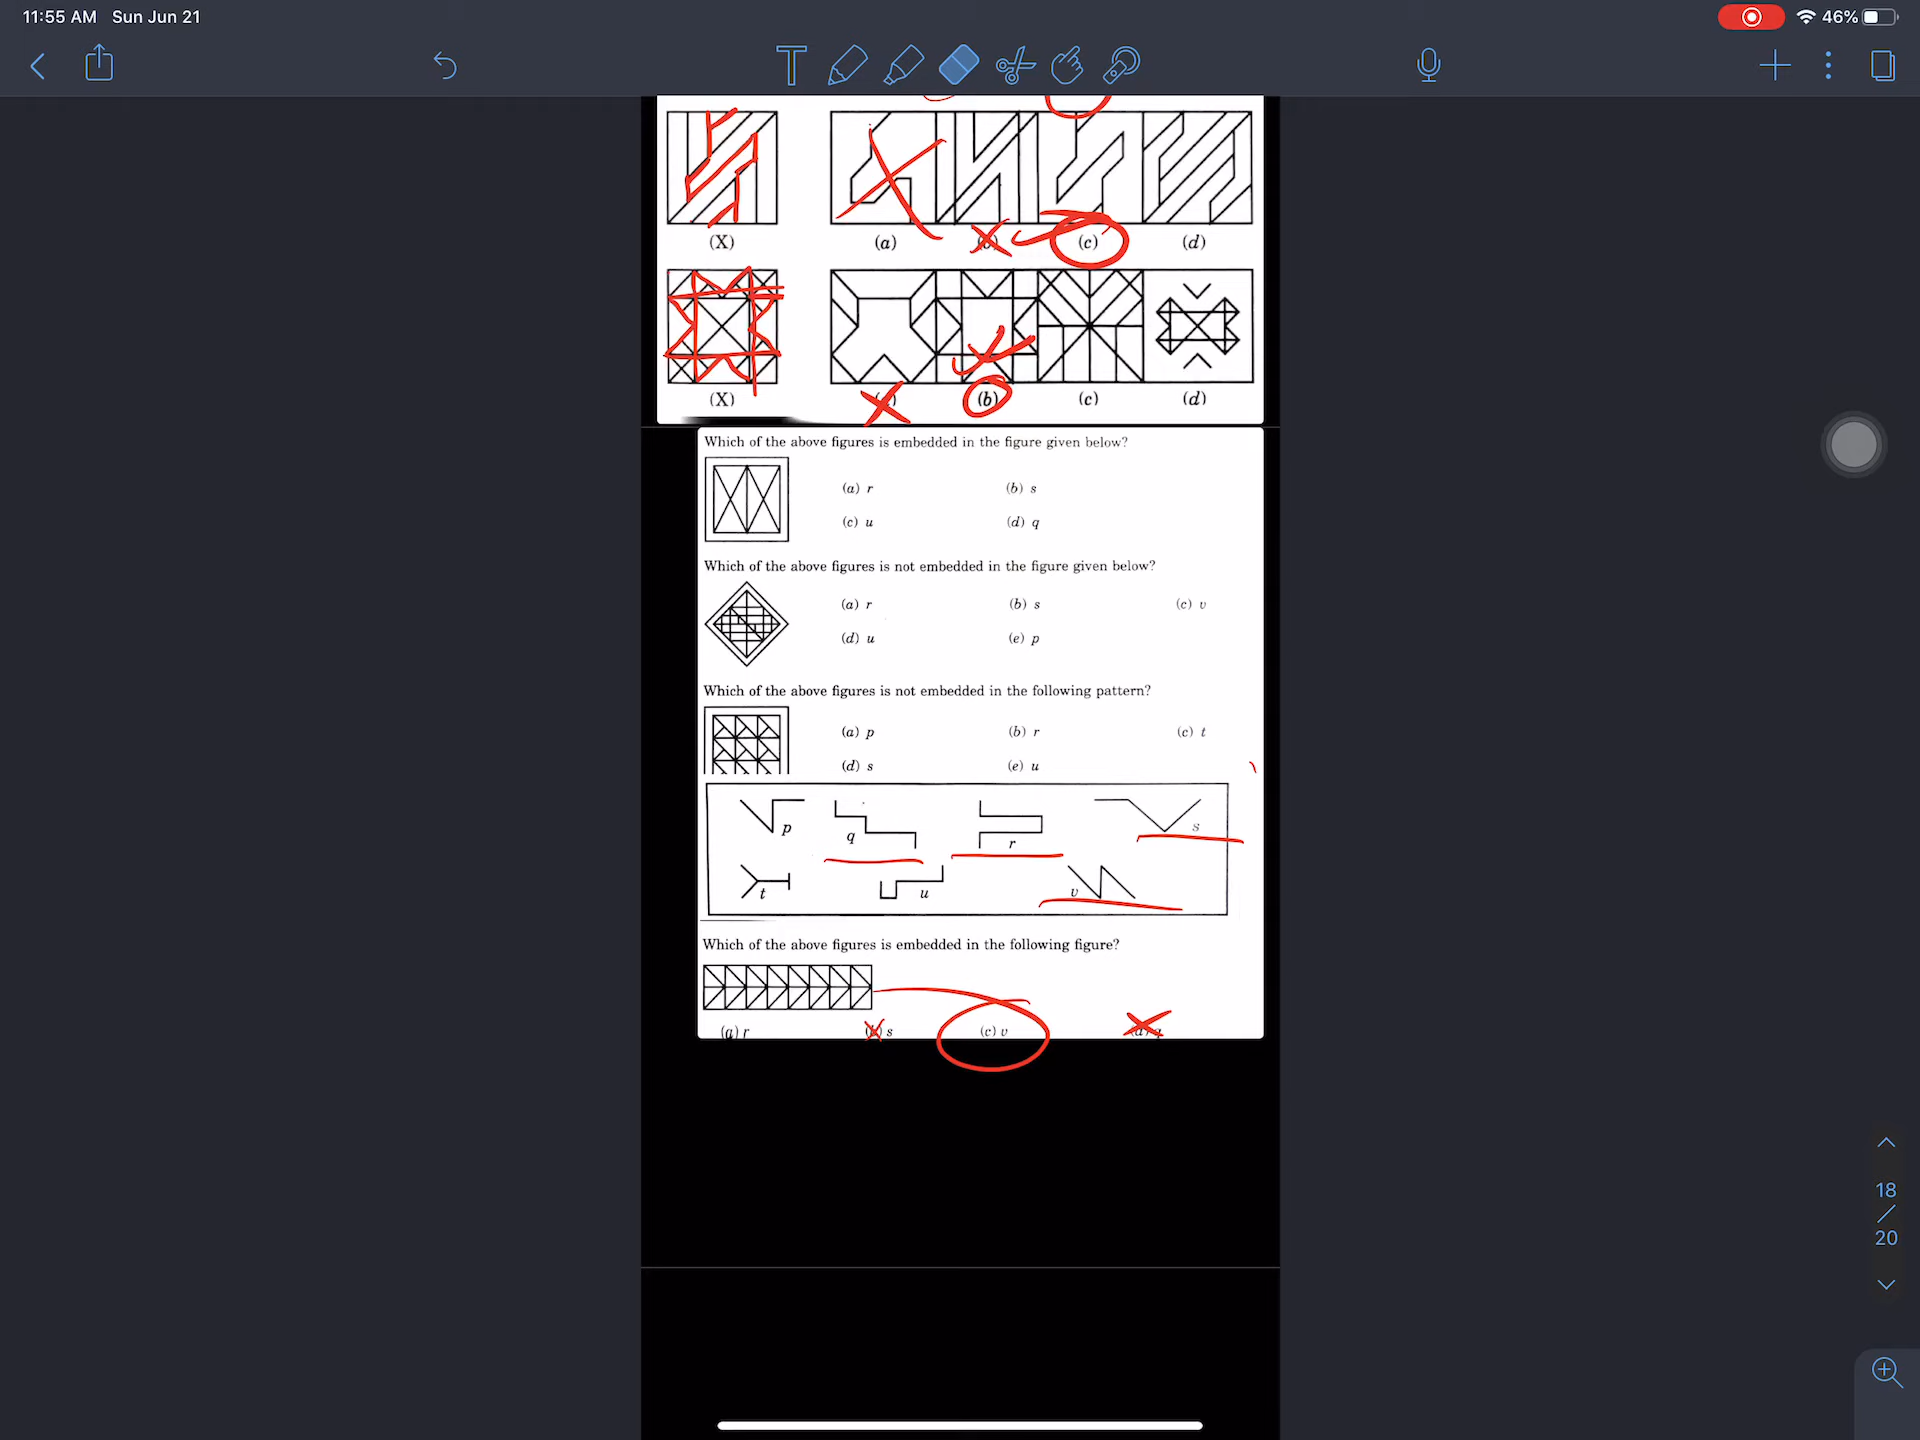 11:55 AM Sun Jun 21
46%
(X) (a) (c) (d)
(X) (b) (c) (d)
Which of the above figures is embedded in the figure given below?
(a) r (b) s
(c) u (d) q
Which of the above figures is not embedded in the figure given below?
(a) r (b) s (c) v
(d) u (e) p
Which of the above figures is not embedded in the following pattern?
(a) p (b) r (c) t
(d) s (e) u
p q r s
t u v
Which of the above figures is embedded in the following figure?
(a) r s (c) v
18
/
20